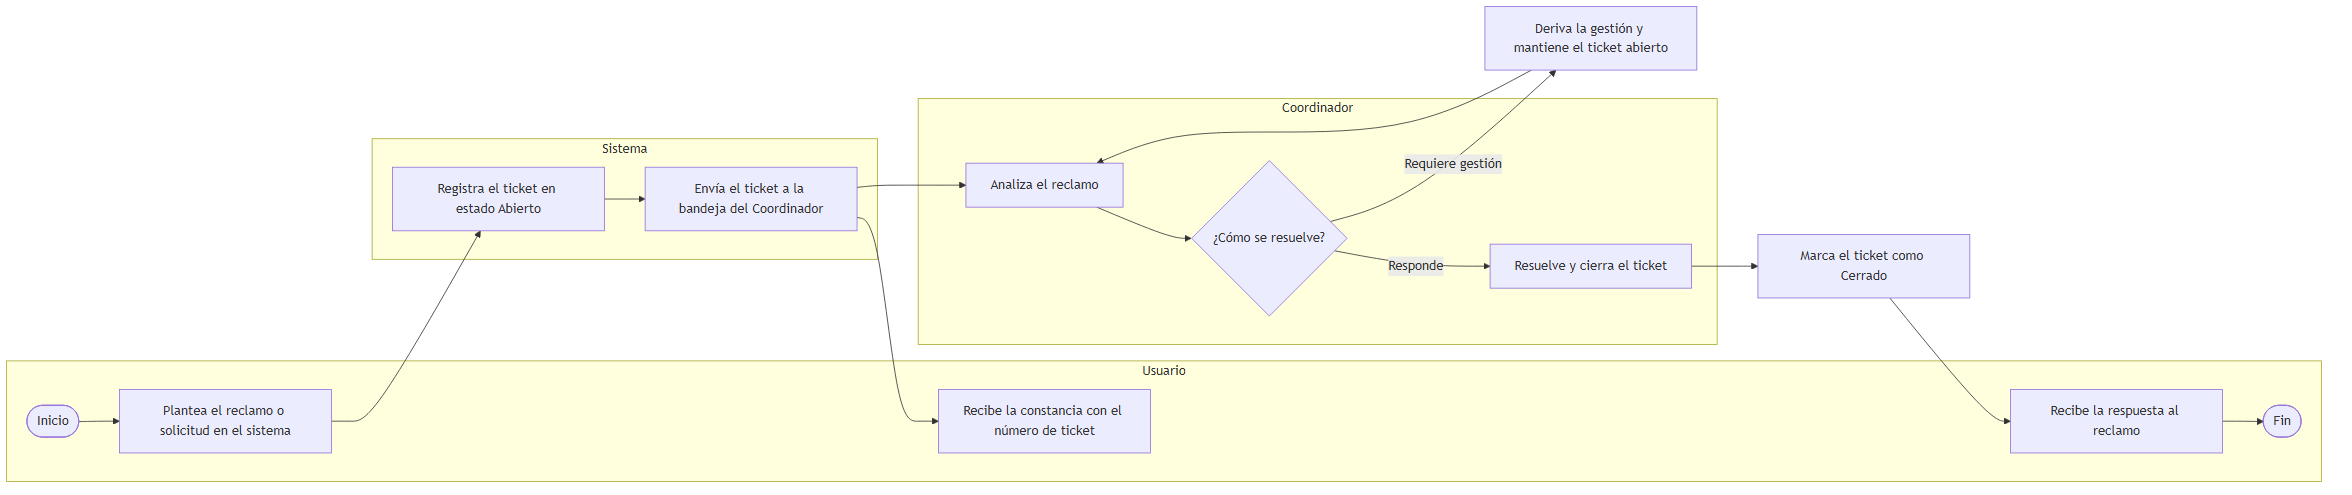 Deriva la gestión y
mantiene el ticket abierto
Coordinador
Sistema
Registra el ticket en
estado Abierto
Envía el ticket a la
bandeja del Coordinador
Analiza el reclamo
Requiere gestión
¿Cómo se resuelve?
Responde
Resuelve y cierra el ticket
Marca el ticket como
Cerrado
Usuario
Inicio
Plantea el reclamo o
solicitud en el sistema
Recibe la constancia con el
número de ticket
Recibe la respuesta al
reclamo
Fin